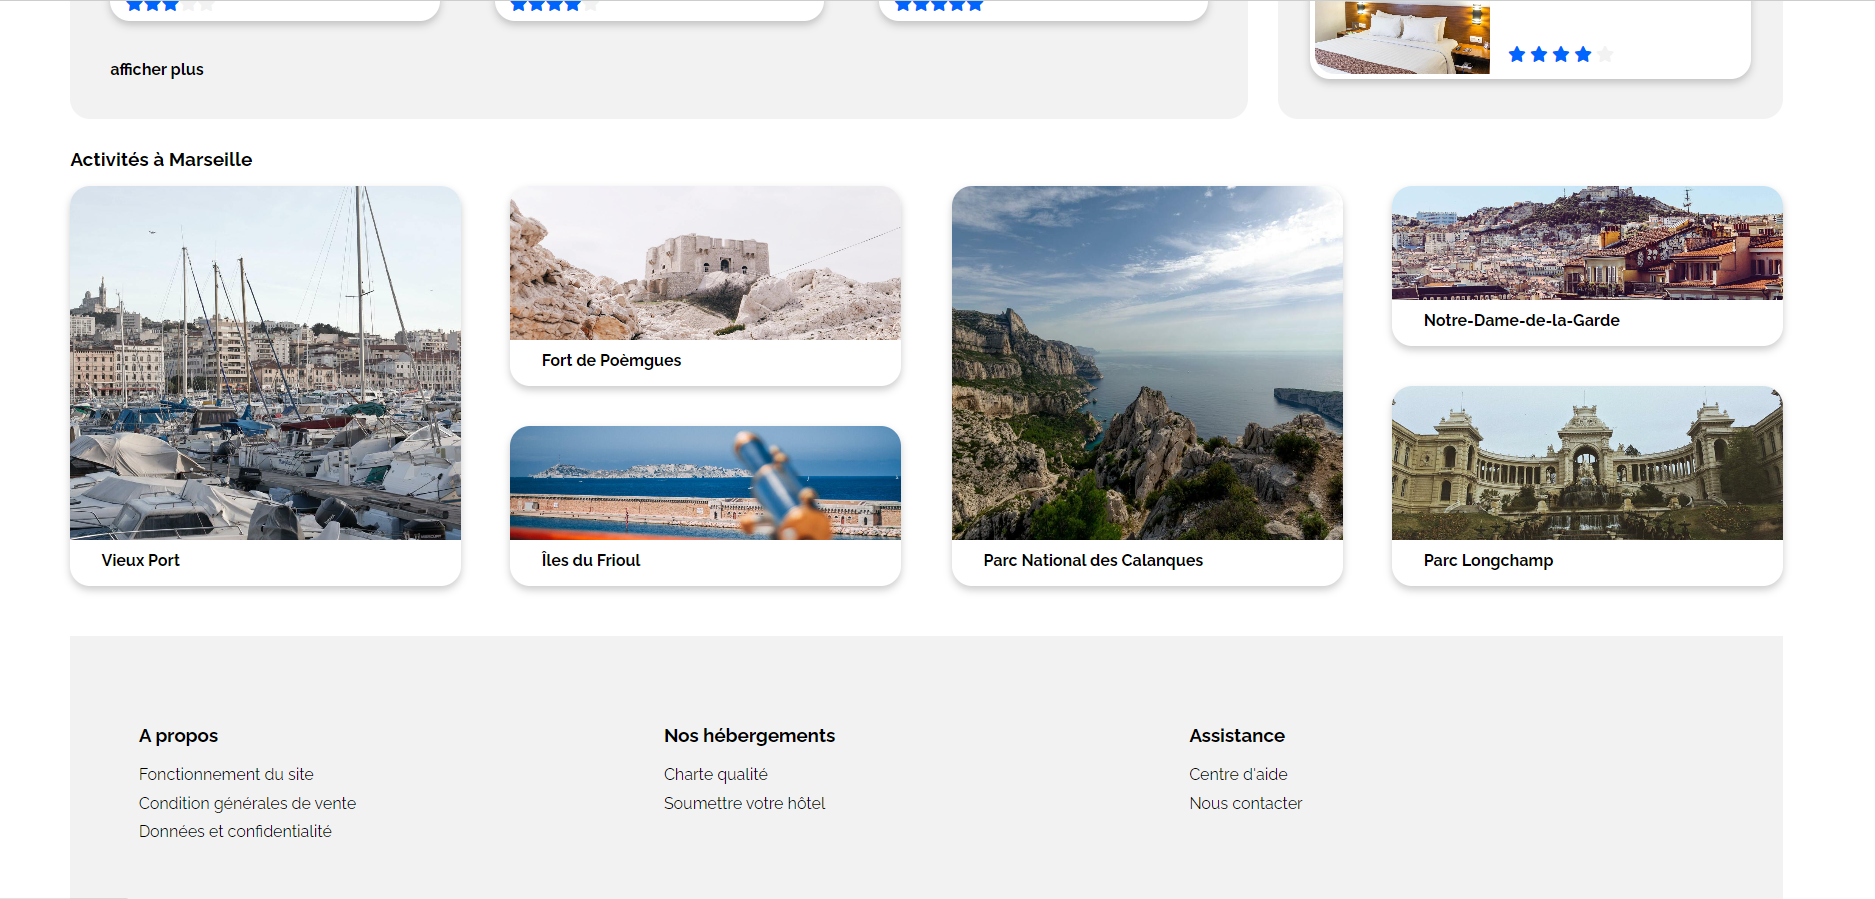 afficher plus
Activités à Marseille
Vieux Port
Fort de Poèmgues
Îles du Frioul
Parc National des Calanques
Notre-Dame-de-la-Garde
Parc Longchamp
A propos
Fonctionnement du site
Condition générales de vente
Données et confidentialité
Nos hébergements
Charte qualité
Soumettre votre hôtel
Assistance
Centre d'aide
Nous contacter